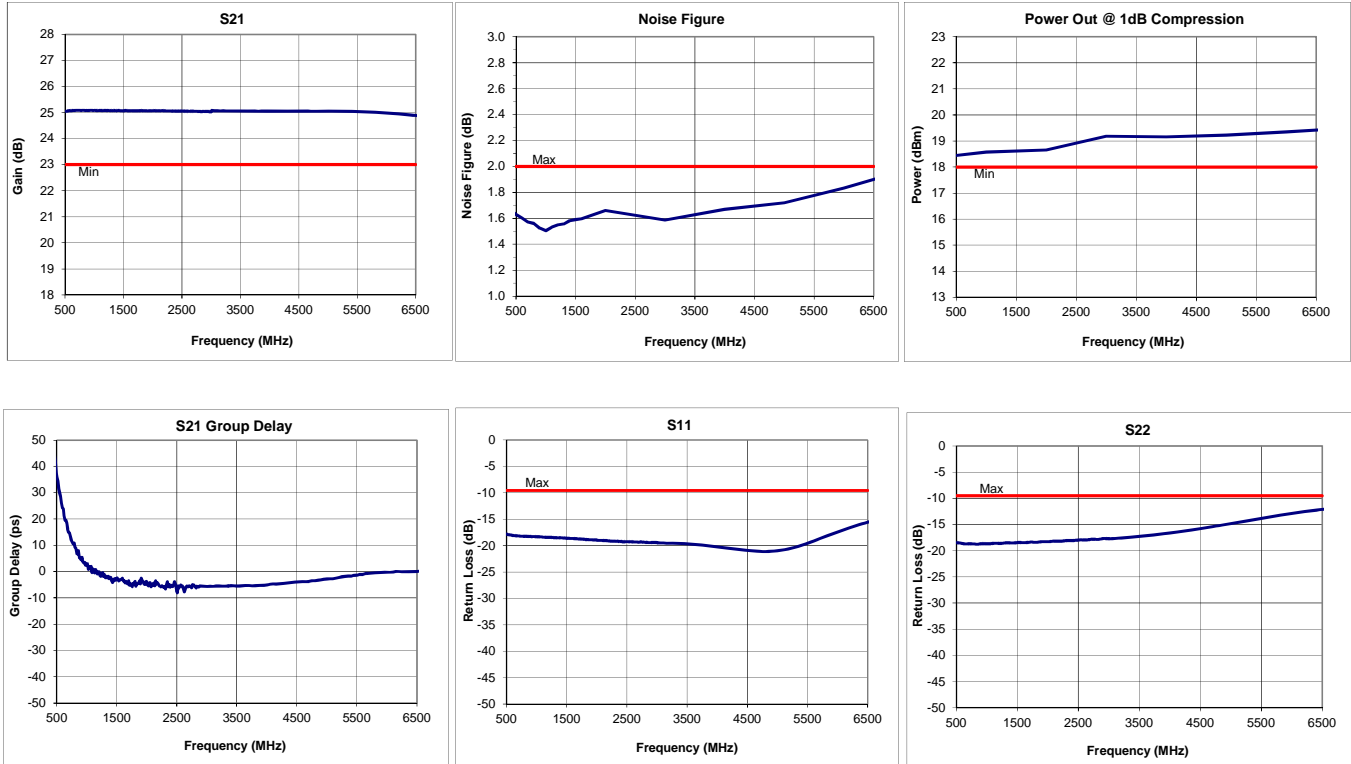 S21
Gain (dB)
28
27
26
25
24
23
22
21
20
19
18
Min
500 1500 2500 3500 4500 5500 6500
Frequency (MHz)
Noise Figure
Noise Figure (dB)
3.0
2.8
2.6
2.4
2.2
2.0
1.8
1.6
1.4
1.2
1.0
Max
500 1500 2500 3500 4500 5500 6500
Frequency (MHz)
Power Out @ 1dB Compression
Power (dBm)
23
22
21
20
19
18
17
16
15
14
13
Min
500 1500 2500 3500 4500 5500 6500
Frequency (MHz)
S21 Group Delay
Group Delay (ps)
50
40
30
20
10
0
-10
-20
-30
-40
-50
500 1500 2500 3500 4500 5500 6500
Frequency (MHz)
S11
Return Loss (dB)
0
-5
-10
-15
-20
-25
-30
-35
-40
-45
-50
Max
500 1500 2500 3500 4500 5500 6500
Frequency (MHz)
S22
Return Loss (dB)
0
-5
-10
-15
-20
-25
-30
-35
-40
-45
-50
Max
500 1500 2500 3500 4500 5500 6500
Frequency (MHz)